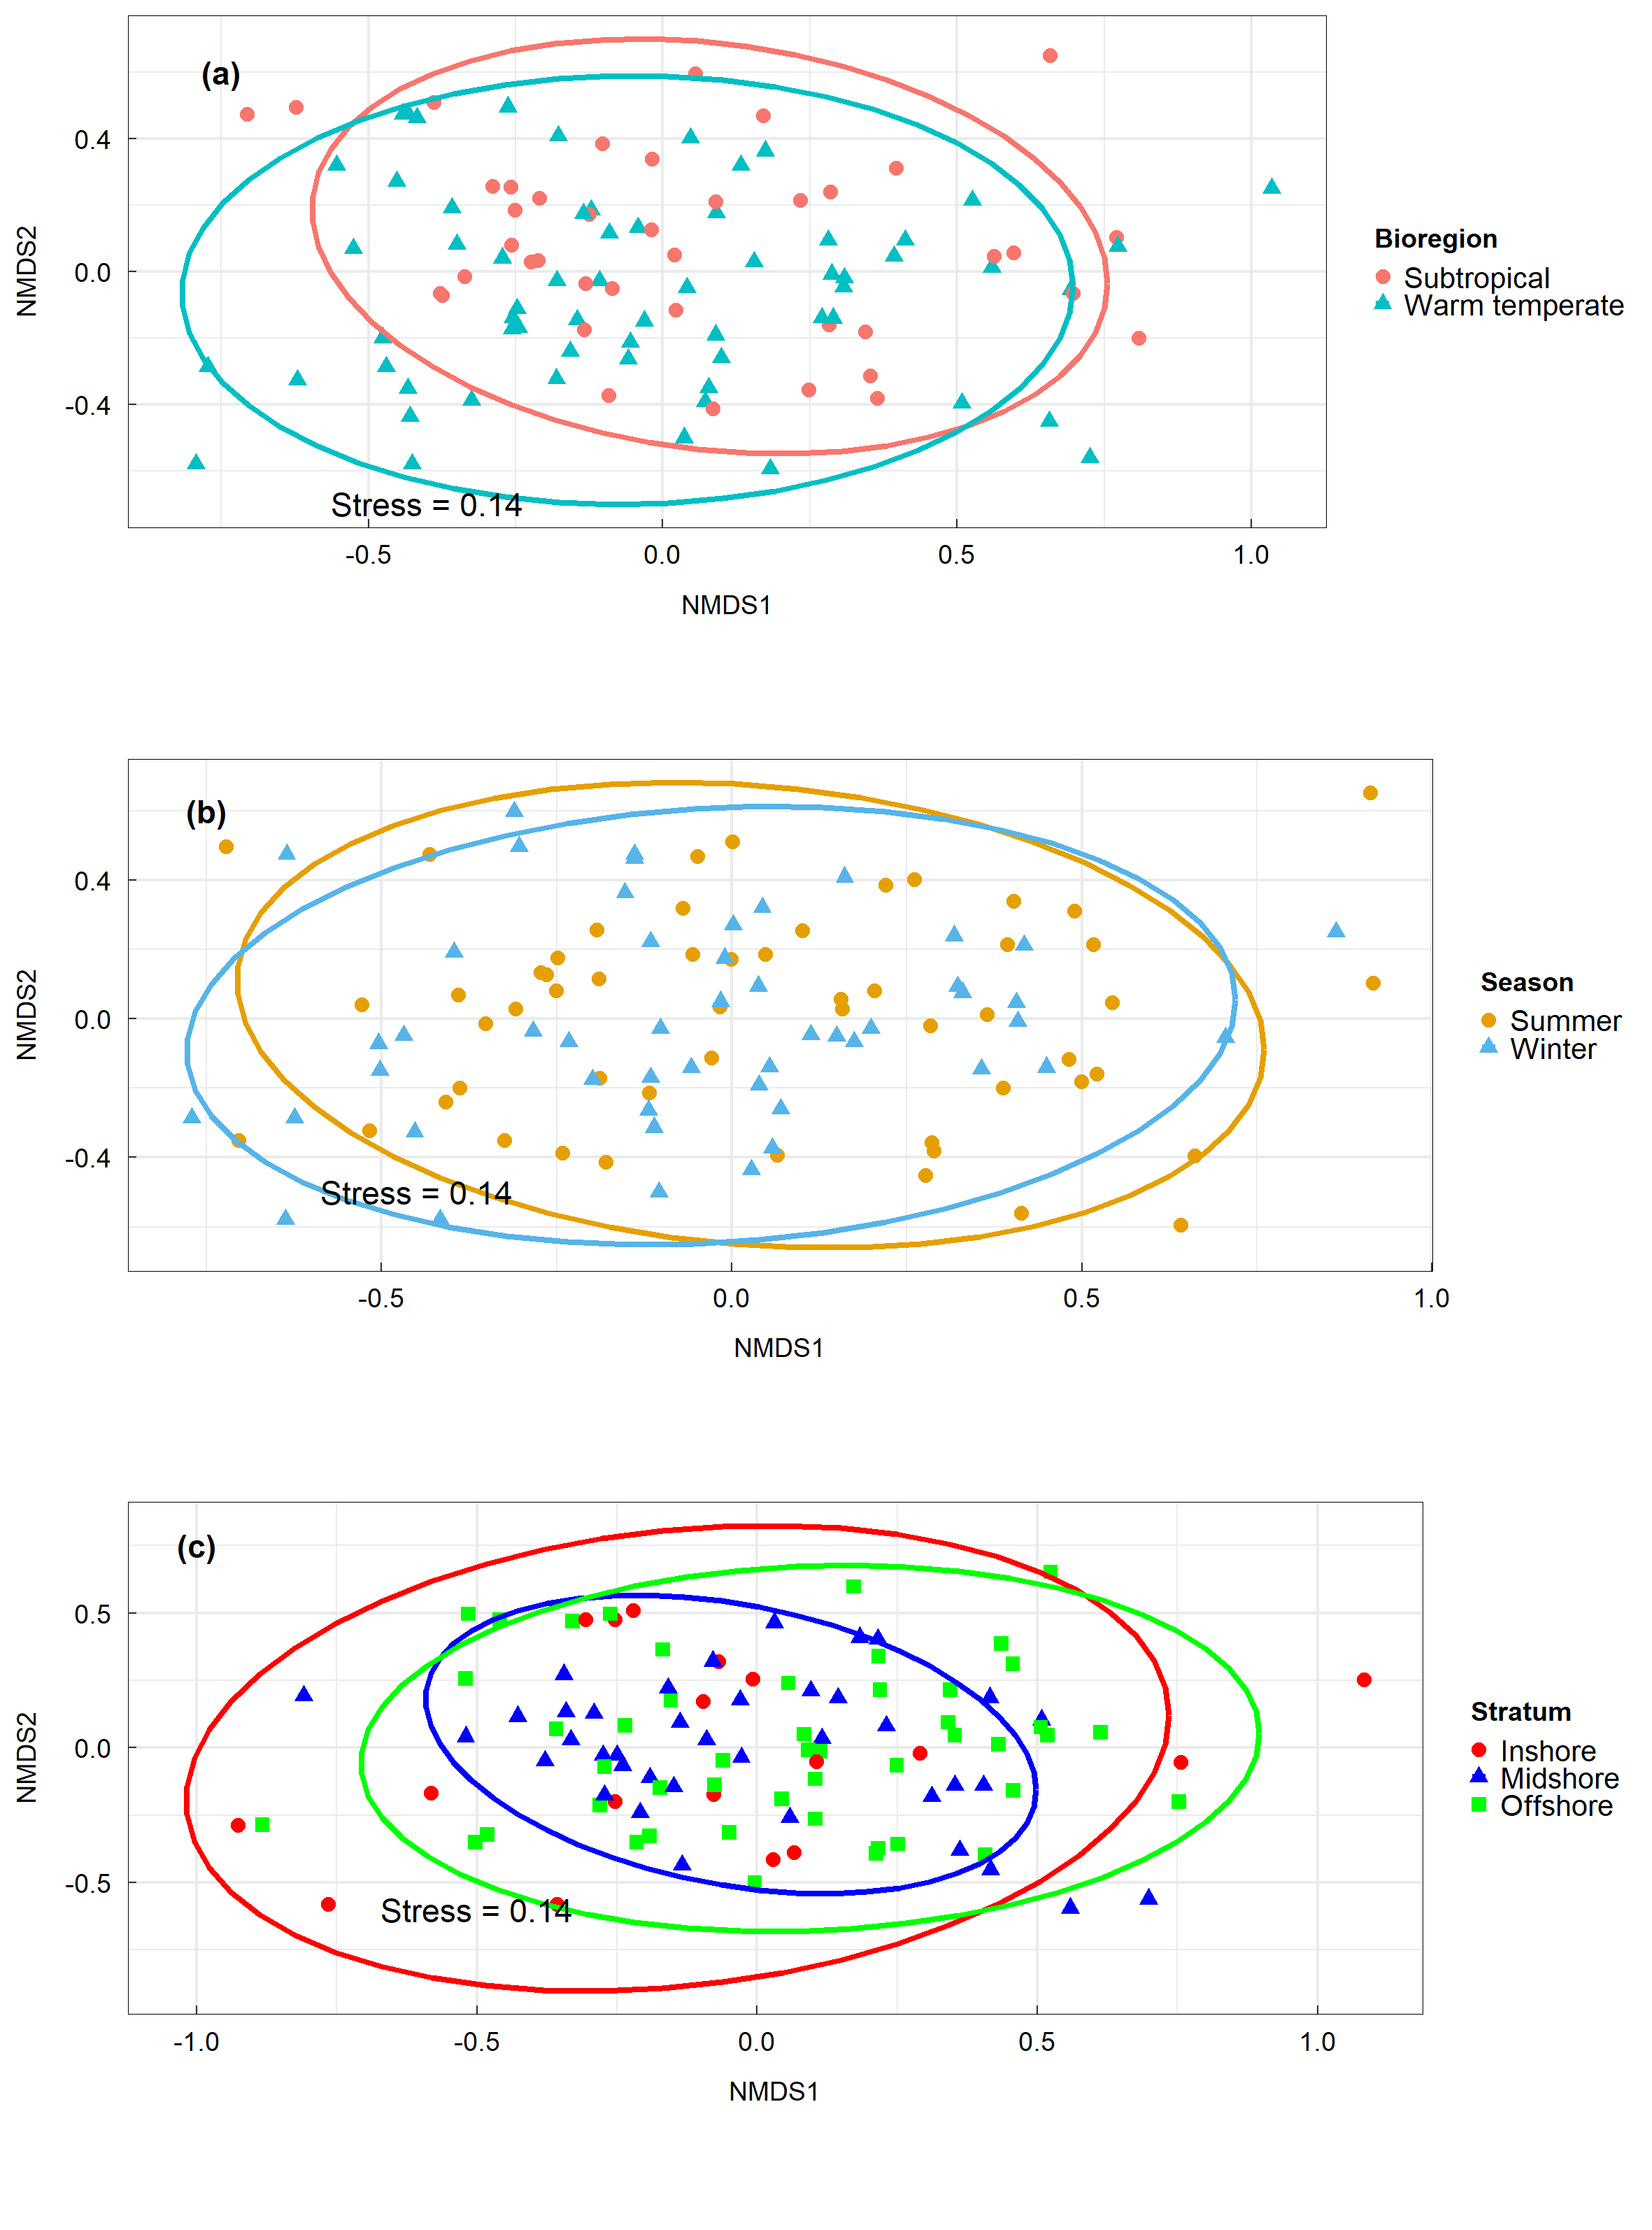 (a)
0.4
0.0
-0.4
NMDS2
Stress = 0.14
-0.5 0.0 0.5 1.0
NMDS1
Bioregion
Subtropical
Warm temperate
(b)
0.4
0.0
-0.4
NMDS2
Stress = 0.14
-0.5 0.0 0.5 1.0
NMDS1
Season
Summer
Winter
(c)
0.5
0.0
-0.5
NMDS2
Stress = 0.14
-1.0 -0.5 0.0 0.5 1.0
NMDS1
Stratum
Inshore
Midshore
Offshore